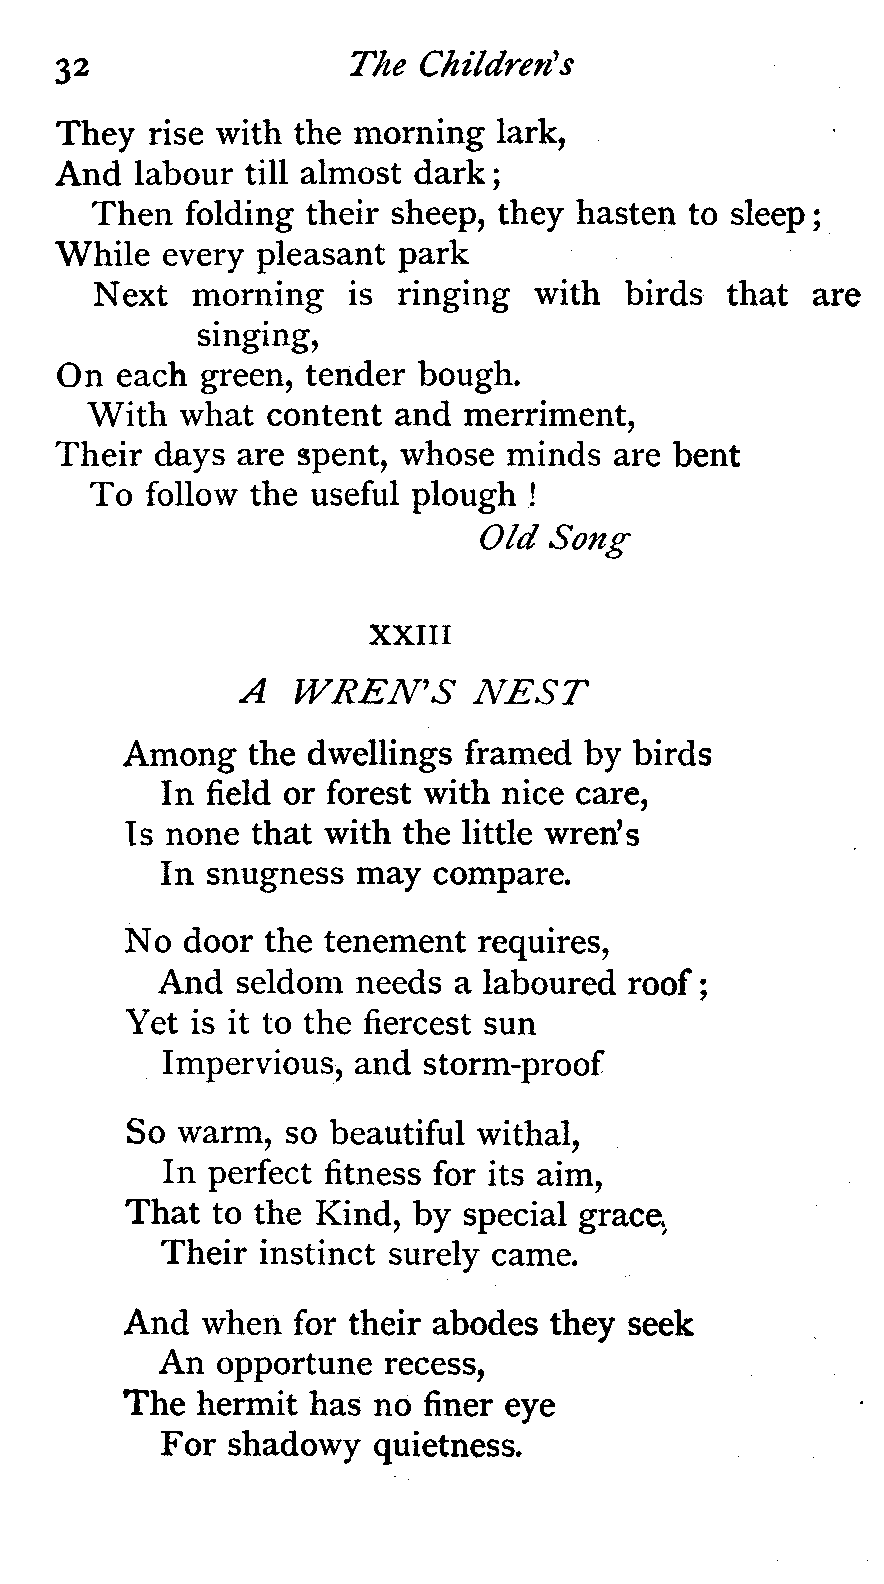 32 The Children's
They rise with the morning lark,
And labour till almost dark;
Then folding their sheep, they hasten to sleep;
While every pleasant park
Next morning is ringing with birds that are
singing,
On each green, tender bough.
With what content and merriment,
Their days are spent, whose minds are bent
To follow the useful plough!
Old Song
XXIII
A WREN'S NEST
Among the dwellings framed by birds
In field or forest with nice care,
Is none that with the little wren's
In snugness may compare.
No door the tenement requires,
And seldom needs a laboured roof;
Yet is it to the fiercest sun
Impervious, and storm-proof
So warm, so beautiful withal,
In perfect fitness for its aim,
That to the Kind, by special grace,
Their instinct surely came.
And when for their abodes they seek
An opportune recess,
The hermit has no finer eye
For shadowy quietness.